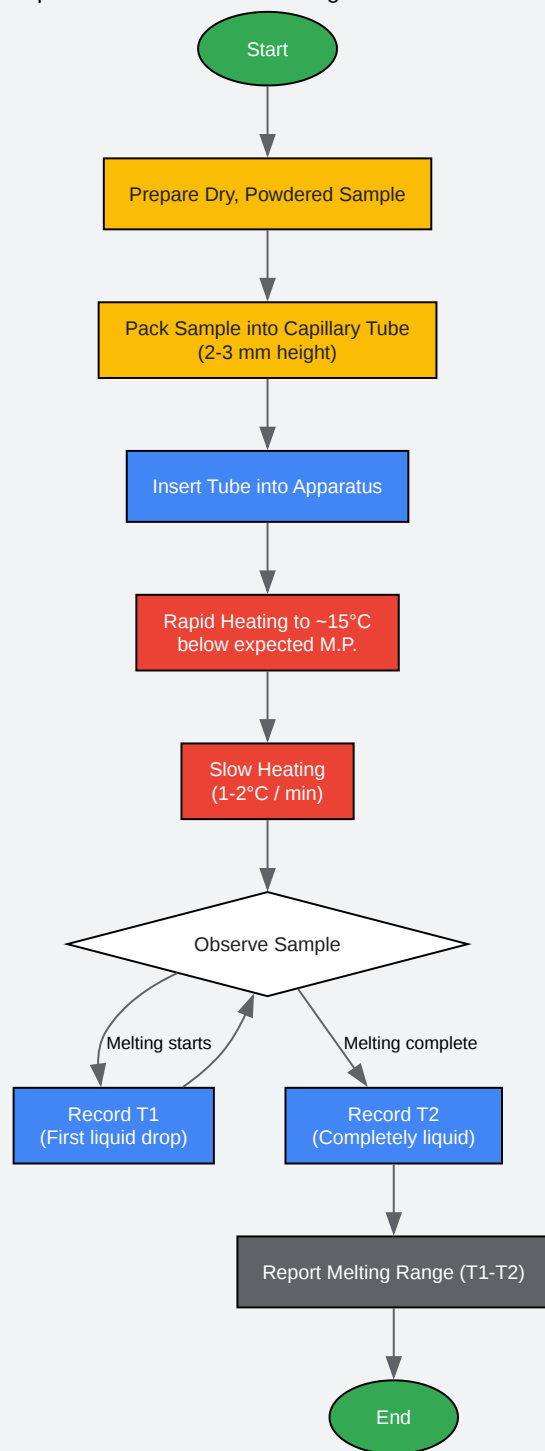 Start
Prepare Dry, Powdered Sample
Pack Sample into Capillary Tube
(2-3 mm height)
Insert Tube into Apparatus
Rapid Heating to ~15°C
below expected M.P.
Slow Heating
(1-2°C / min)
Observe Sample
Melting starts
Melting complete
Record T1
(First liquid drop)
Record T2
(Completely liquid)
Report Melting Range (T1-T2)
End